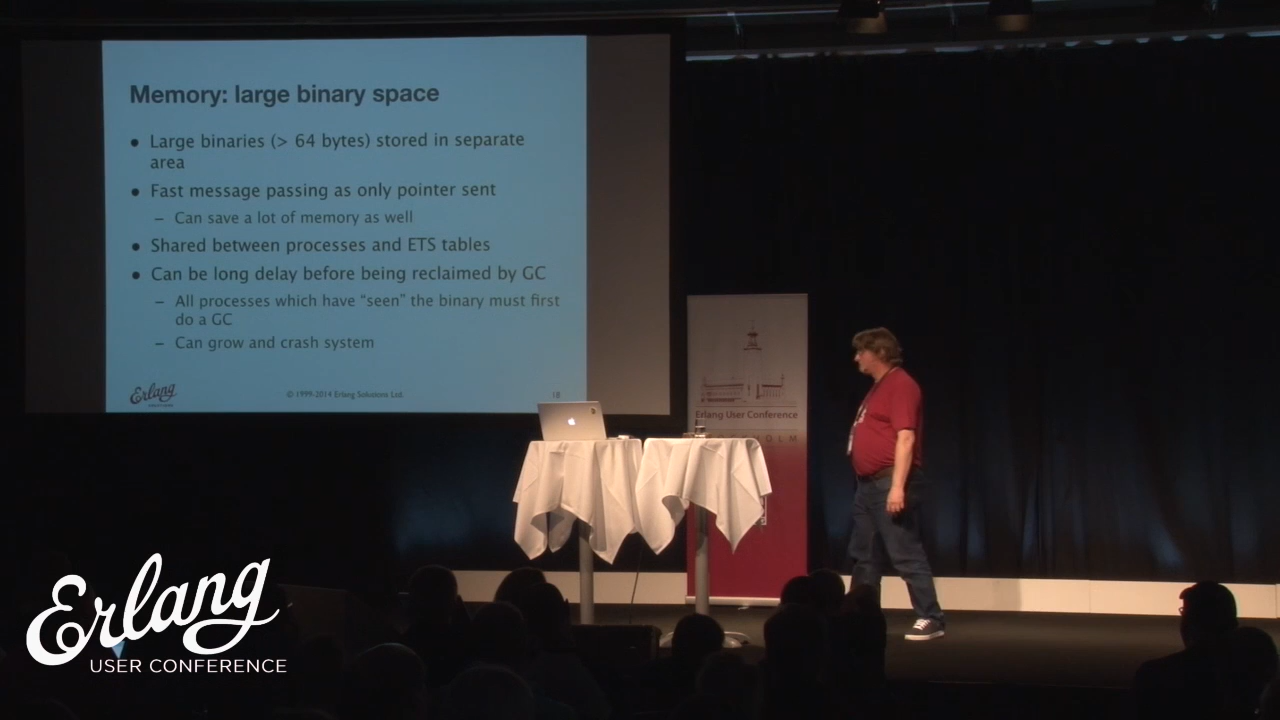 Memory: large binary space
● Large binaries (> 64 bytes) stored in separate
area
● Fast message passing as only pointer sent
– Can save a lot of memory as well
● Shared between processes and ETS tables
● Can be long delay before being reclaimed by GC
– All processes which have “seen” the binary must first
do a GC
– Can grow and crash system
Erlang
© 1999-2014 Erlang Solutions Ltd.
18
Erlang User Conference
Erlang
USER CONFERENCE